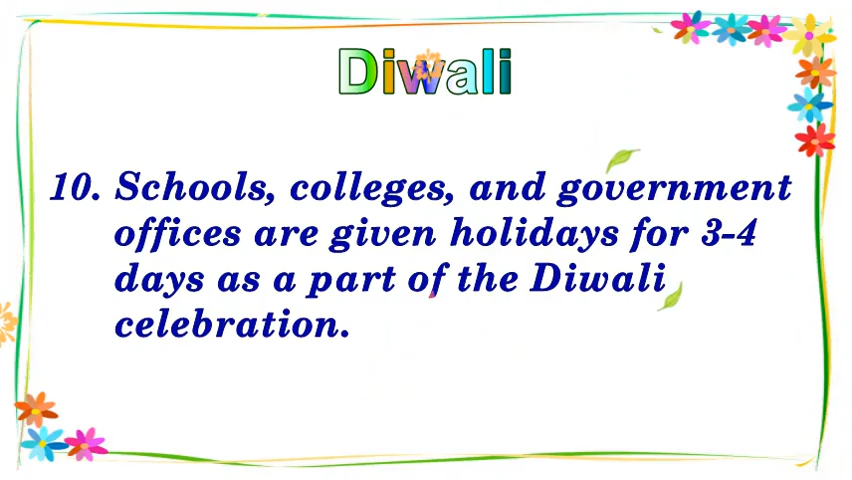 Diwali
10. Schools, colleges, and government
offices are given holidays for 3-4
days as a part of the Diwali
celebration.